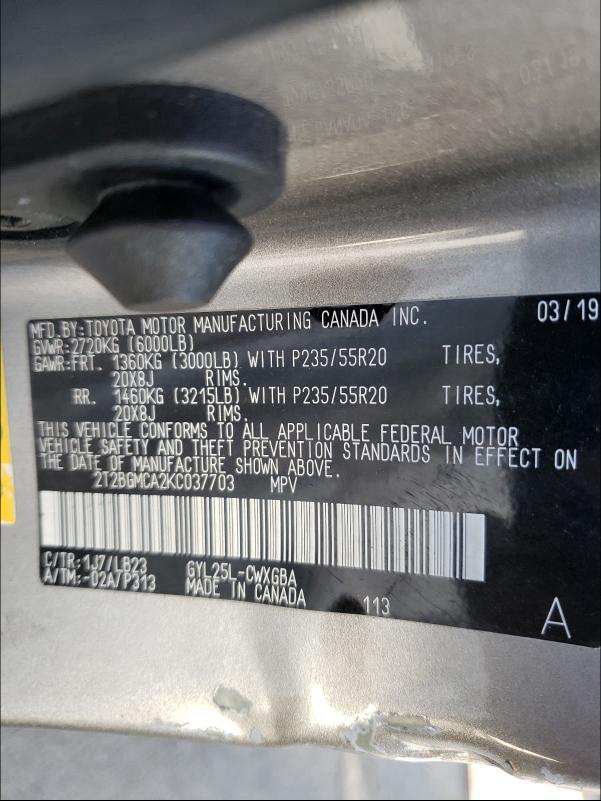 MFD.BY:TOYOTA MOTOR MANUFACTURING CANADA INC. 03/19
GVWR:2720KG (6000LB)
GAWR:FRT. 1360KG (3000LB) WITH P235/55R20 TIRES,
20X8J RIMS.
RR. 1460KG (3215LB) WITH P235/55R20 TIRES,
20X8J RIMS.
THIS VEHICLE CONFORMS TO ALL APPLICABLE FEDERAL MOTOR
VEHICLE SAFETY AND THEFT PREVENTION STANDARDS IN EFFECT ON
THE DATE OF MANUFACTURE SHOWN ABOVE.
2T2BGMCA2KC037703 MPV
C/TR:1J7/LB23 GYL25L-CWXGBA
A/TM:-02A/P313 MADE IN CANADA
113
A